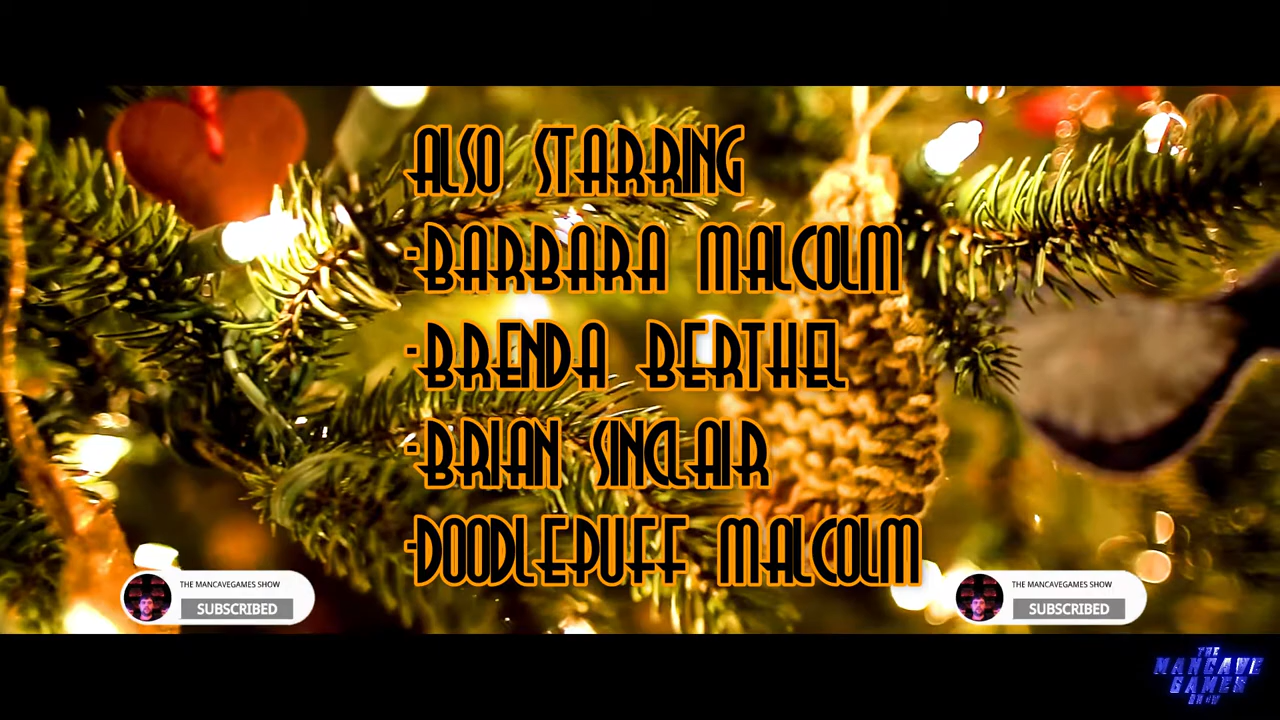 ALSO STARRING
-BARBARA MALCOLM
-BRENDA BERTHEL
-BRIAN SINCLAIR
-DOODLEPUFF MALCOLM
THE MANCAVEGAMES SHOW
SUBSCRIBED
THE MANCAVEGAMES SHOW
SUBSCRIBED
THE
MANCAVE
GAMES
SHOW